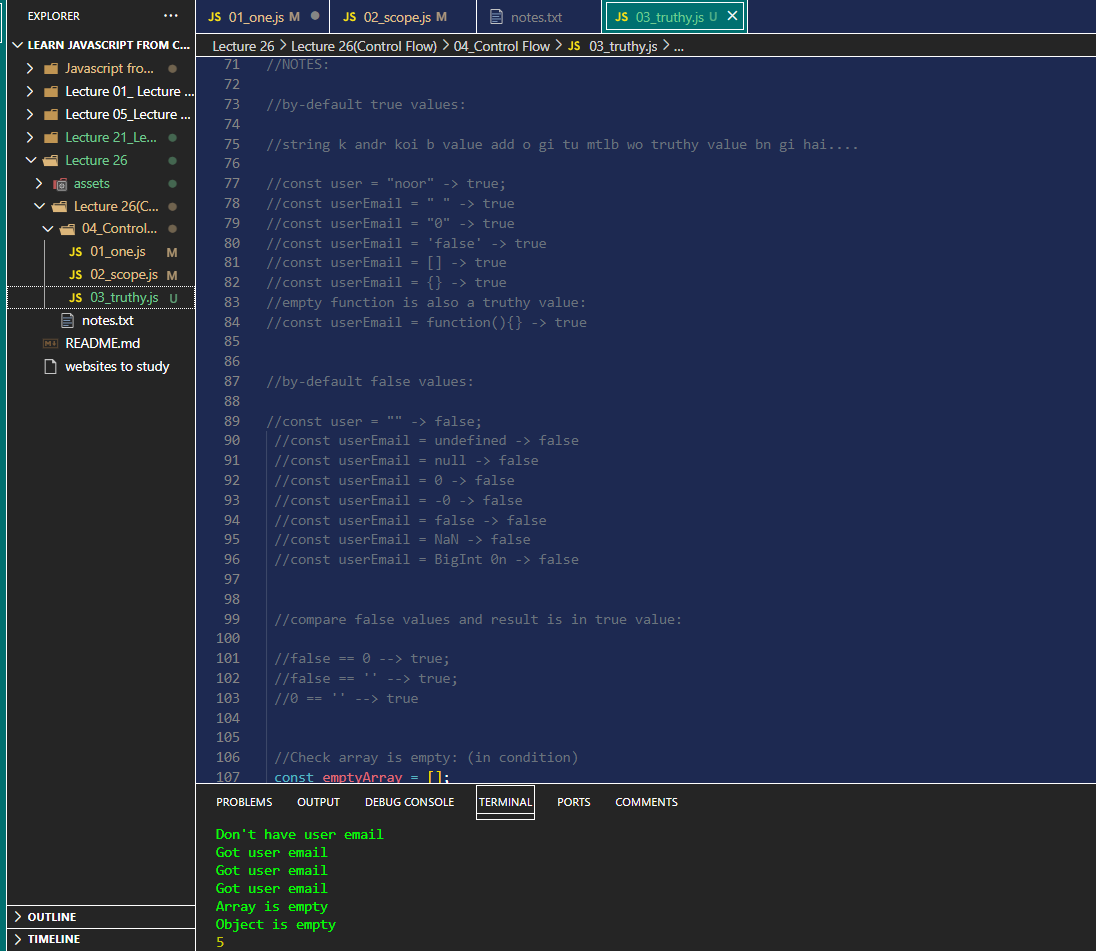 EXPLORER ...
LEARN JAVASCRIPT FROM C...
Javascript fro...
Lecture 01_ Lecture ...
Lecture 05_Lecture ...
Lecture 21_Le...
Lecture 26
assets
Lecture 26(C...
04_Control...
JS 01_one.js M
JS 02_scope.js M
JS 03_truthy.js U
notes.txt
README.md
websites to study
OUTLINE
TIMELINE
JS 01_one.js M JS 02_scope.js M notes.txt JS 03_truthy.js U
Lecture 26 > Lecture 26(Control Flow) > 04_Control Flow > JS 03_truthy.js > ...
71 //NOTES:
72
73 //by-default true values:
74
75 //string k andr koi b value add o gi tu mtlb wo truthy value bn gi hai....
76
77 //const user = "noor" -> true;
78 //const userEmail = " " -> true
79 //const userEmail = "0" -> true
80 //const userEmail = 'false' -> true
81 //const userEmail = [] -> true
82 //const userEmail = {} -> true
83 //empty function is also a truthy value:
84 //const userEmail = function(){} -> true
85
86
87 //by-default false values:
88
89 //const user = "" -> false;
90 //const userEmail = undefined -> false
91 //const userEmail = null -> false
92 //const userEmail = 0 -> false
93 //const userEmail = -0 -> false
94 //const userEmail = false -> false
95 //const userEmail = NaN -> false
96 //const userEmail = BigInt 0n -> false
97
98
99 //compare false values and result is in true value:
100
101 //false == 0 --> true;
102 //false == '' --> true;
103 //0 == '' --> true
104
105
106 //Check array is empty: (in condition)
107 const emptyArray = [];
PROBLEMS OUTPUT DEBUG CONSOLE TERMINAL PORTS COMMENTS
Don't have user email
Got user email
Got user email
Got user email
Array is empty
Object is empty
5